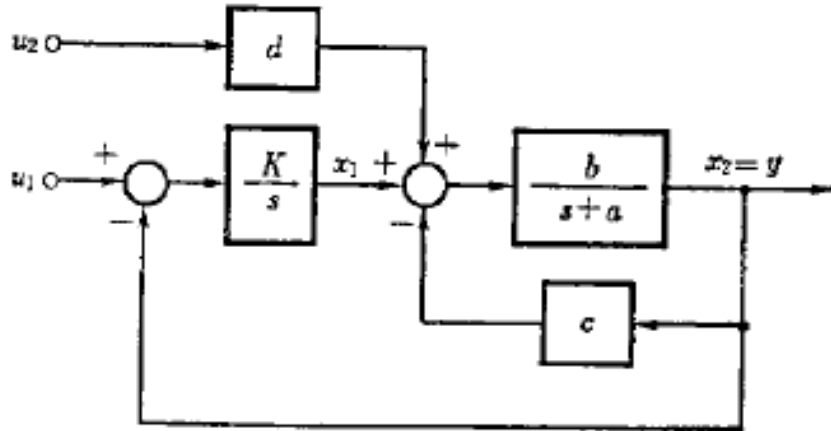 u₂ d
+
u₁ + K/s x₁ + b/(s+a) x₂=y
− −
c